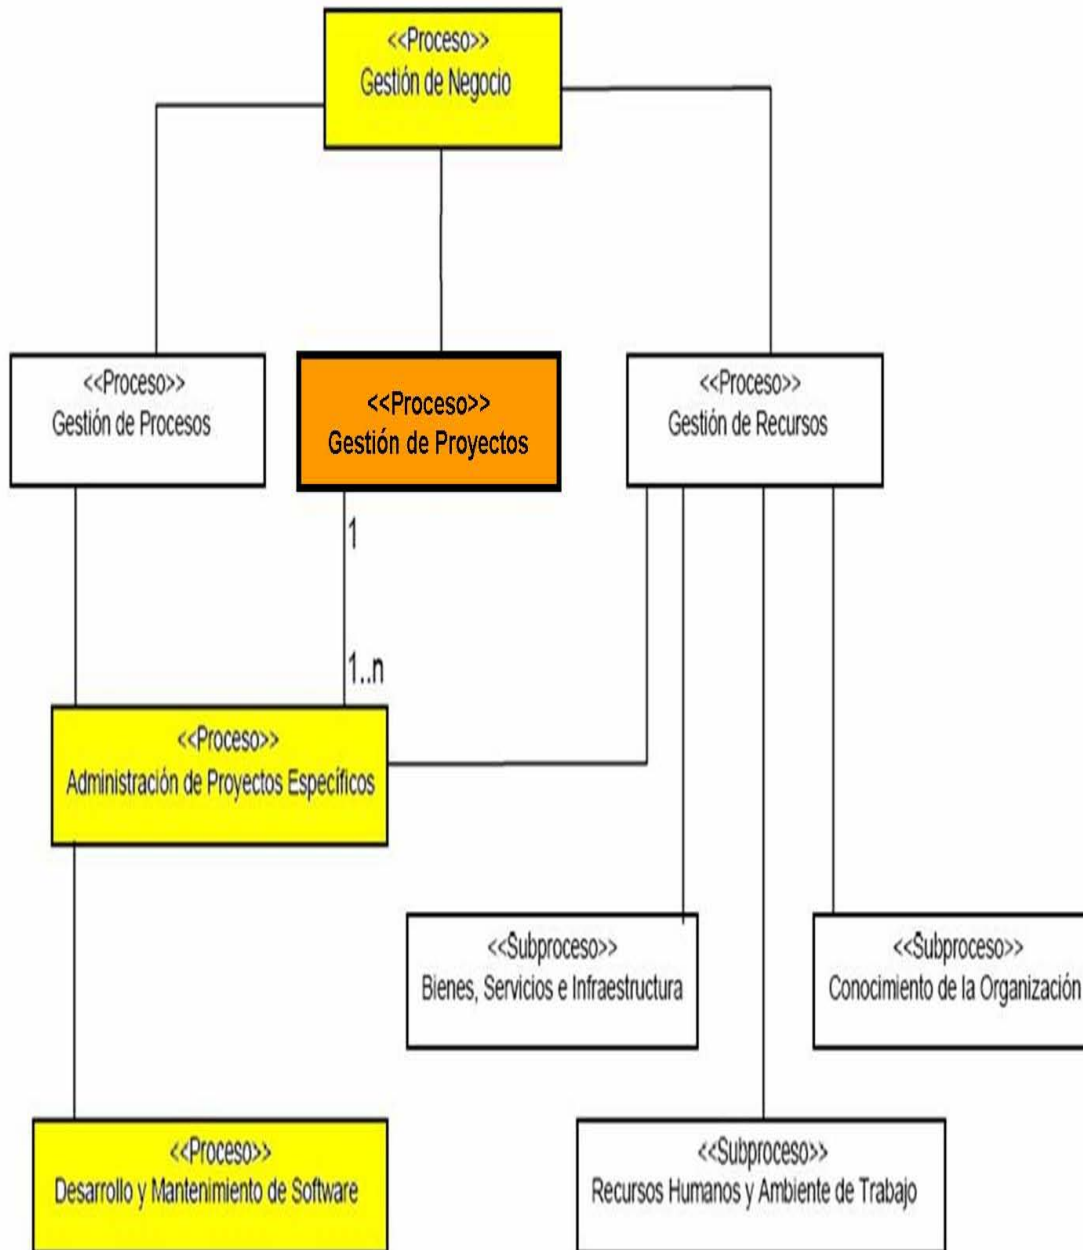 <<Proceso>>
Gestión de Negocio
<<Proceso>>
Gestión de Procesos
<<Proceso>>
Gestión de Proyectos
<<Proceso>>
Gestión de Recursos
1
1..n
<<Proceso>>
Administración de Proyectos Específicos
<<Subproceso>>
Bienes, Servicios e Infraestructura
<<Subproceso>>
Conocimiento de la Organización
<<Proceso>>
Desarrollo y Mantenimiento de Software
<<Subproceso>>
Recursos Humanos y Ambiente de Trabajo